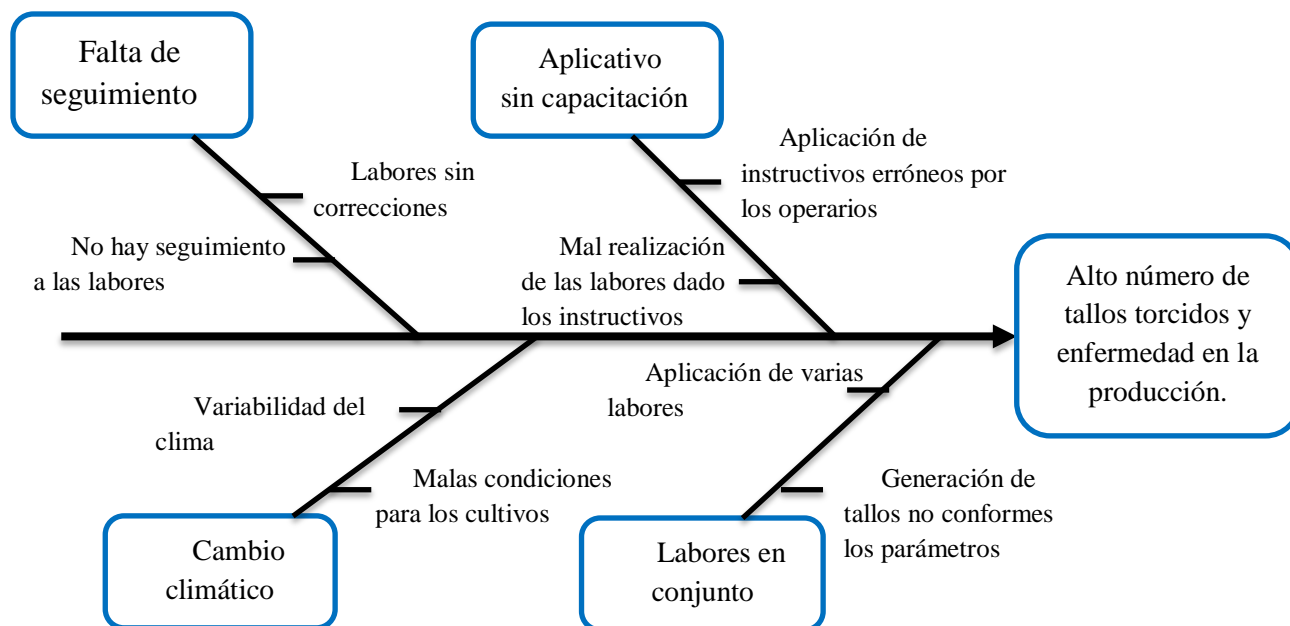 Falta de
seguimiento
Aplicativo
sin capacitación
Labores sin
correcciones
No hay seguimiento
a las labores
Aplicación de
instructivos erróneos por
los operarios
Mal realización
de las labores dado
los instructivos
Alto número de
tallos torcidos y
enfermedad en la
producción.
Variabilidad del
clima
Malas condiciones
para los cultivos
Aplicación de varias
labores
Generación de
tallos no conformes
los parámetros
Cambio
climático
Labores en
conjunto